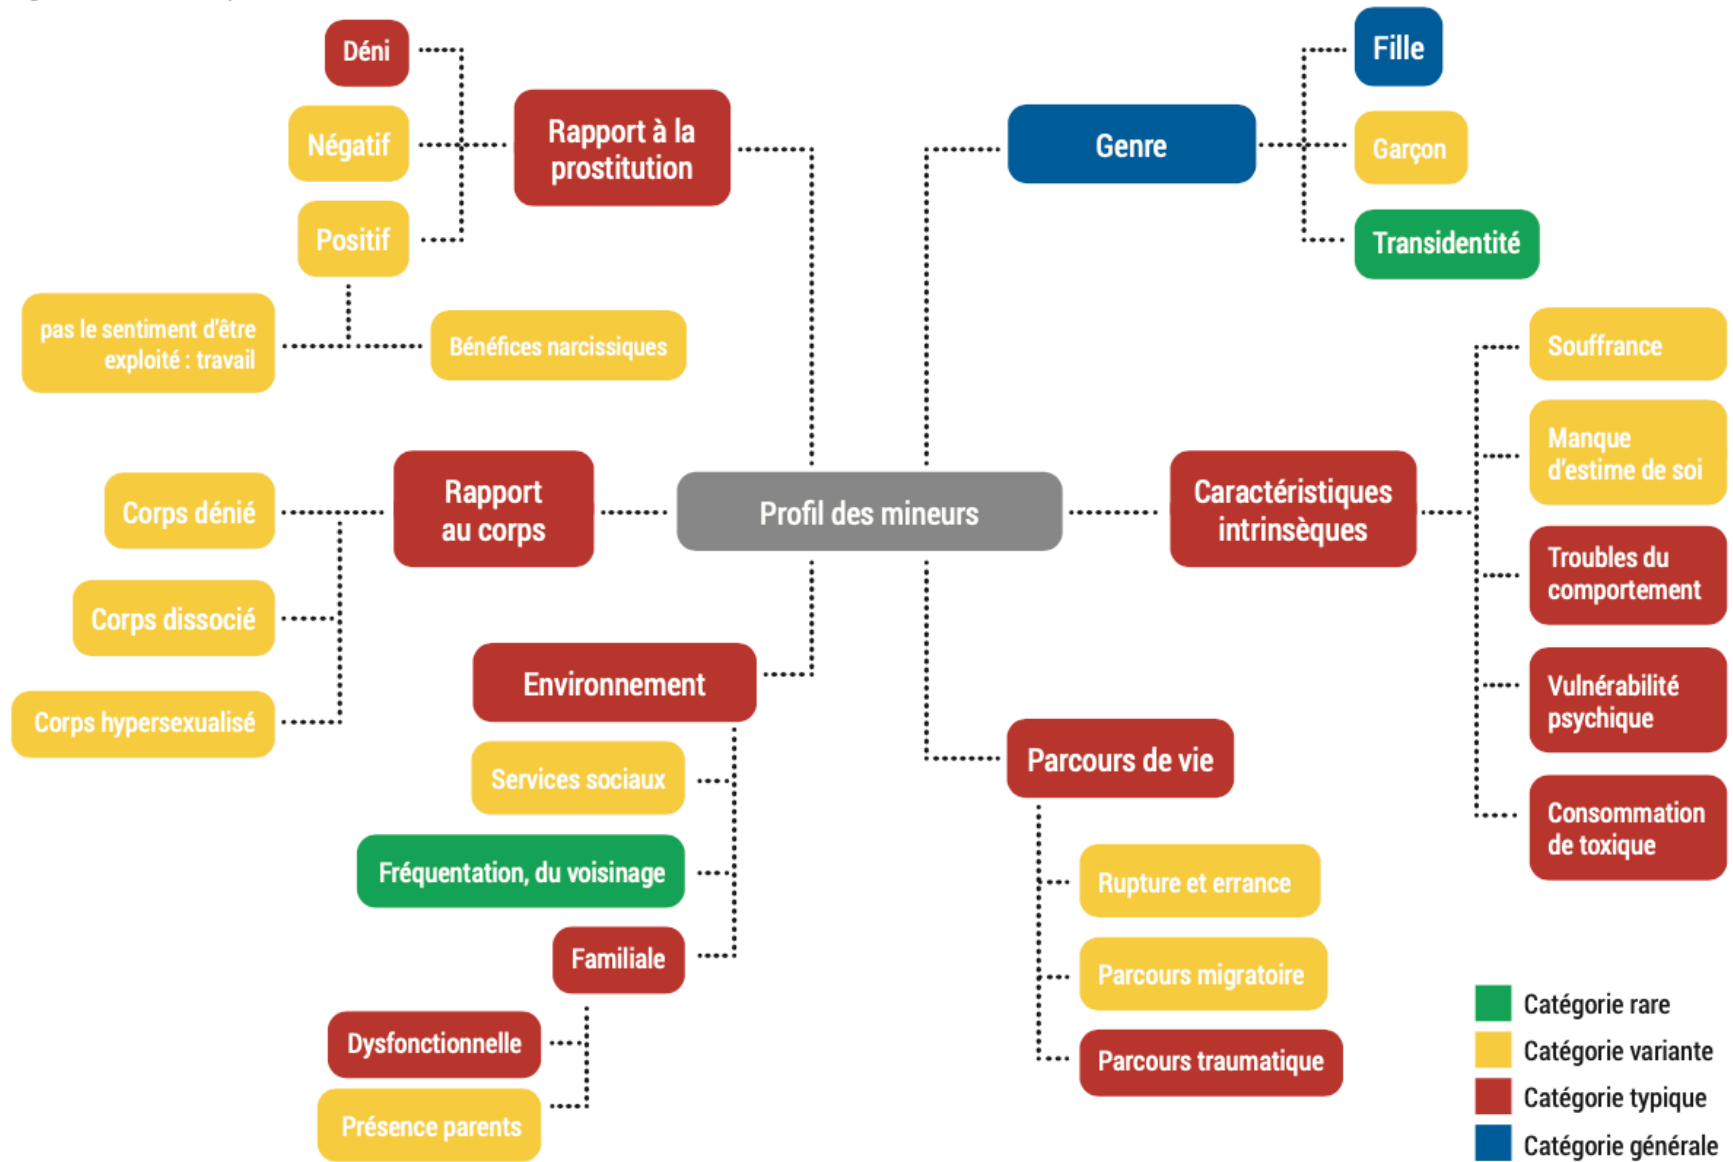 Déni
Négatif
Positif
Rapport à la
prostitution
pas le sentiment d'être
exploité : travail
Bénéfices narcissiques
Genre
Fille
Garçon
Transidentité
Rapport
au corps
Corps dénié
Corps dissocié
Corps hypersexualisé
Profil des mineurs
Caractéristiques
intrinsèques
Souffrance
Manque
d'estime de soi
Troubles du
comportement
Vulnérabilité
psychique
Consommation
de toxique
Environnement
Services sociaux
Fréquentation, du voisinage
Familiale
Dysfonctionnelle
Présence parents
Parcours de vie
Rupture et errance
Parcours migratoire
Parcours traumatique
Catégorie rare
Catégorie variante
Catégorie typique
Catégorie générale